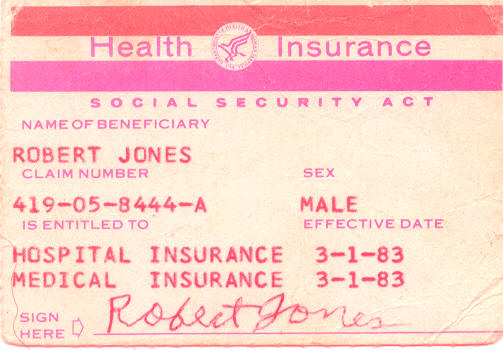 Health Insurance
SOCIAL SECURITY ACT
NAME OF BENEFICIARY
ROBERT JONES
CLAIM NUMBER SEX
419-05-8444-A MALE
IS ENTITLED TO EFFECTIVE DATE
HOSPITAL INSURANCE 3-1-83
MEDICAL INSURANCE 3-1-83
SIGN
HERE Robert Jones